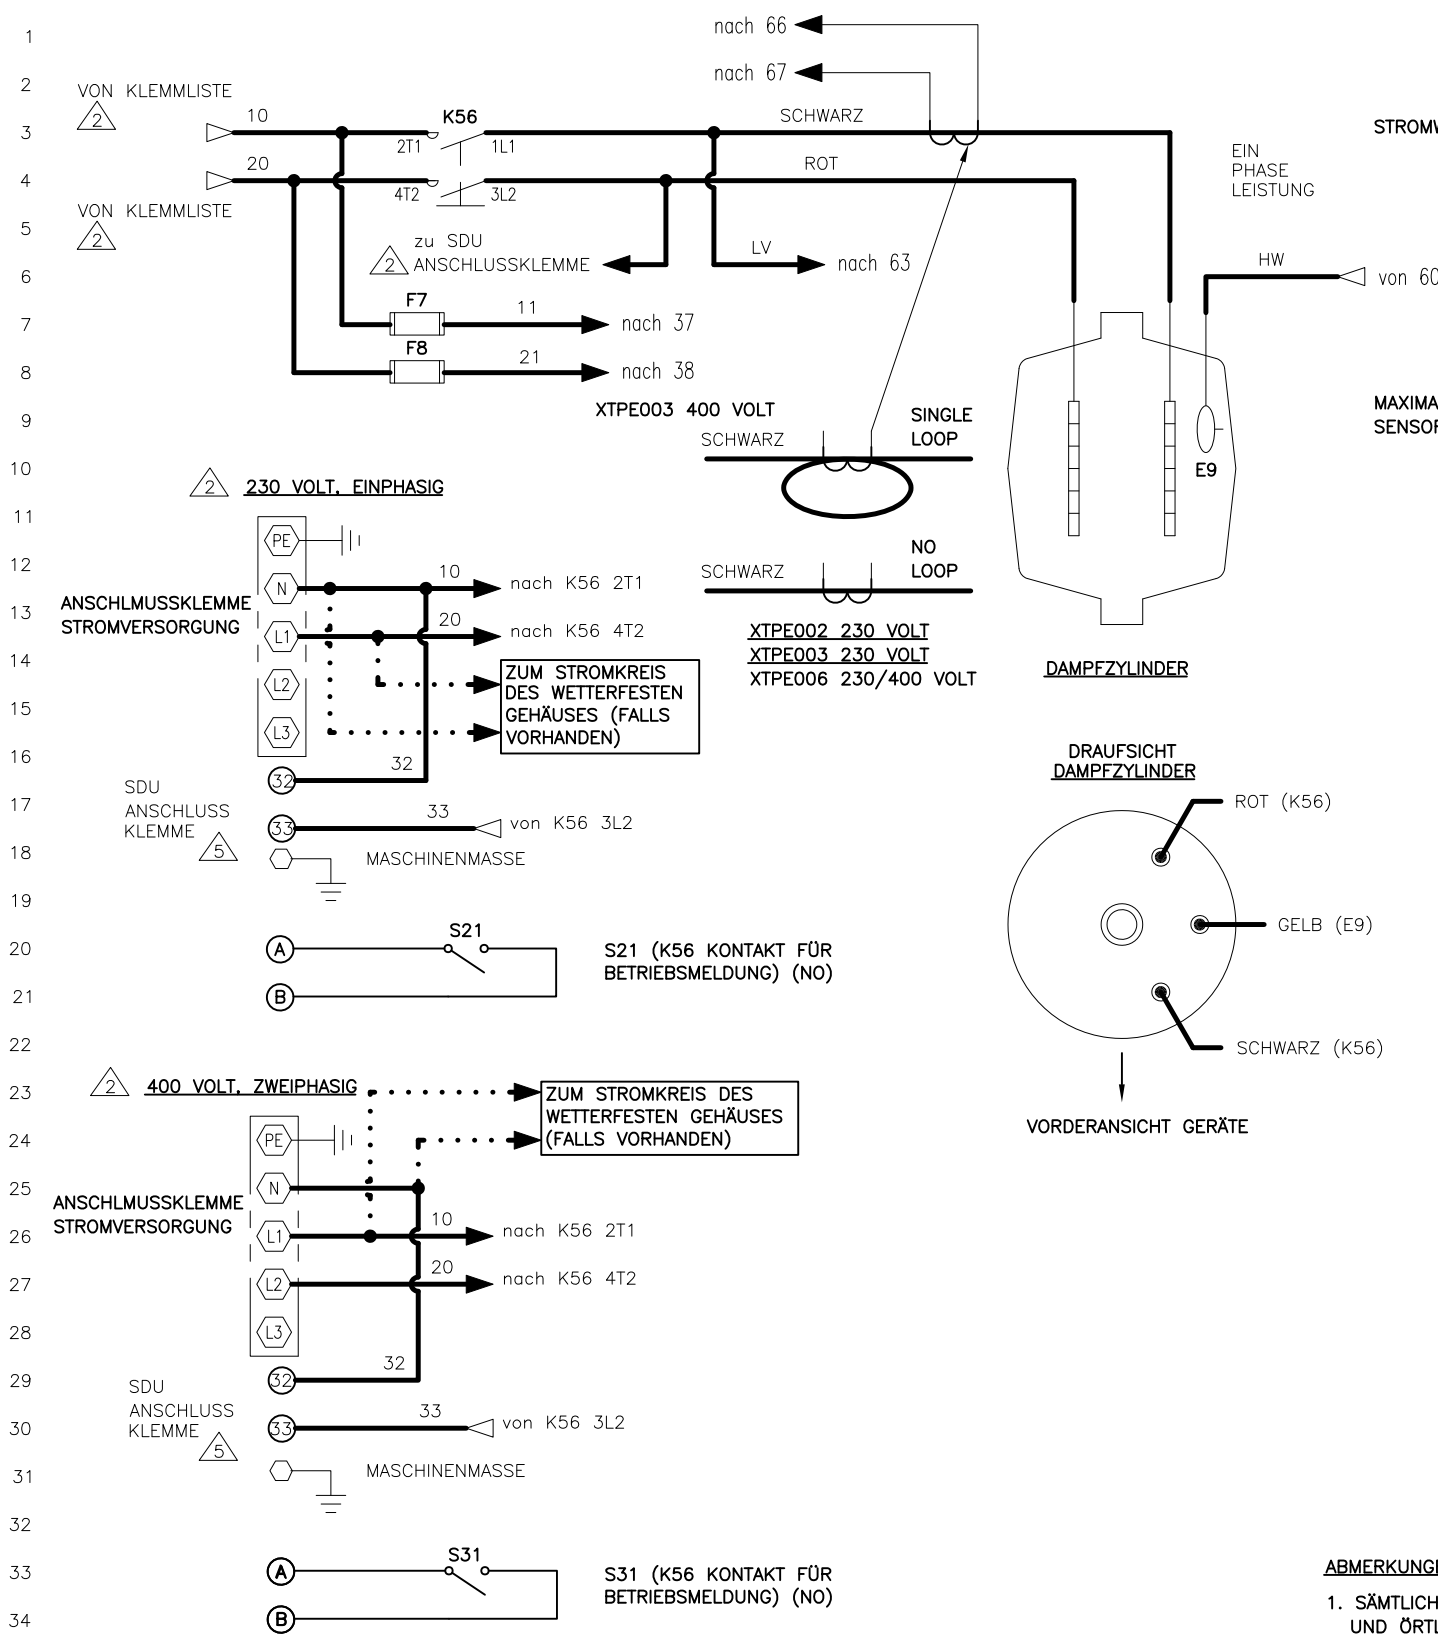 1
nach 66
2
VON KLEMMLISTE
nach 67
2
3
10
K56
SCHWARZ
2T1
1L1
STROMW
EIN
PHASE
LEISTUNG
4
20
ROT
4T2
3L2
VON KLEMMLISTE
2
5
zu SDU
2
ANSCHLUSSKLEMME
LV
nach 63
HW
6
von 60
7
F7
11
nach 37
8
F8
21
nach 38
9
XTPE003 400 VOLT
SINGLE
LOOP
SCHWARZ
MAXIMA
SENSOR
E9
10
2
230 VOLT, EINPHASIG
11
PE
12
NO
LOOP
SCHWARZ
N
10
nach K56 2T1
13
ANSCHLMUSSKLEMME
STROMVERSORGUNG
L1
20
nach K56 4T2
XTPE002 230 VOLT
XTPE003 230 VOLT
XTPE006 230/400 VOLT
14
DAMPFZYLINDER
L2
ZUM STROMKREIS
DES WETTERFESTEN
GEHÄUSES (FALLS
VORHANDEN)
15
L3
16
32
32
DRAUFSICHT
DAMPFZYLINDER
17
SDU
ANSCHLUSS
KLEMME
5
33
33
von K56 3L2
ROT (K56)
18
MASCHINENMASSE
19
GELB (E9)
20
A
S21
S21 (K56 KONTAKT FÜR
BETRIEBSMELDUNG) (NO)
21
B
22
SCHWARZ (K56)
23
2
400 VOLT, ZWEIPHASIG
ZUM STROMKREIS DES
WETTERFESTEN GEHÄUSES
(FALLS VORHANDEN)
VORDERANSICHT GERÄTE
24
PE
25
N
ANSCHLMUSSKLEMME
STROMVERSORGUNG
26
L1
10
nach K56 2T1
27
L2
20
nach K56 4T2
28
L3
29
32
32
SDU
ANSCHLUSS
KLEMME
5
30
33
33
von K56 3L2
31
MASCHINENMASSE
32
33
A
S31
S31 (K56 KONTAKT FÜR
BETRIEBSMELDUNG) (NO)
34
B
ABMERKUNGE
1. SÄMTLICH
UND ÖRTL